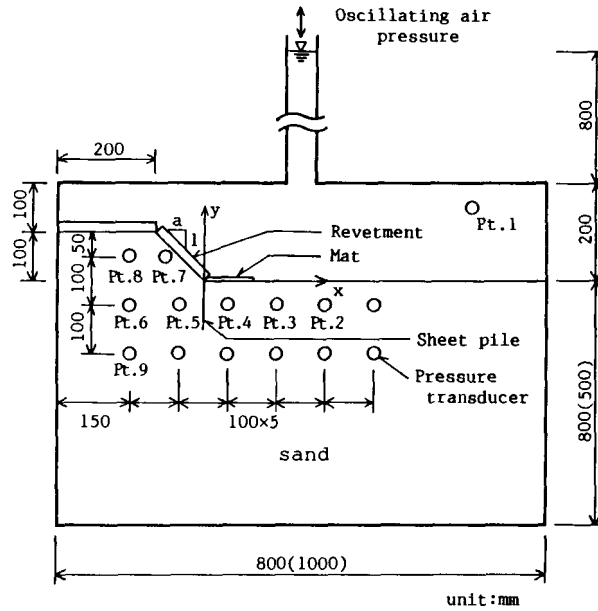 Oscillating air
pressure
800
200
100
100
200
a
l
y
Revetment
Pt.1
50
Mat
Pt.8
Pt.7
x
100
Pt.6
Pt.5
Pt.4
Pt.3
Pt.2
Sheet pile
100
Pt.9
Pressure
transducer
150
100×5
sand
800(500)
800(1000)
unit:mm